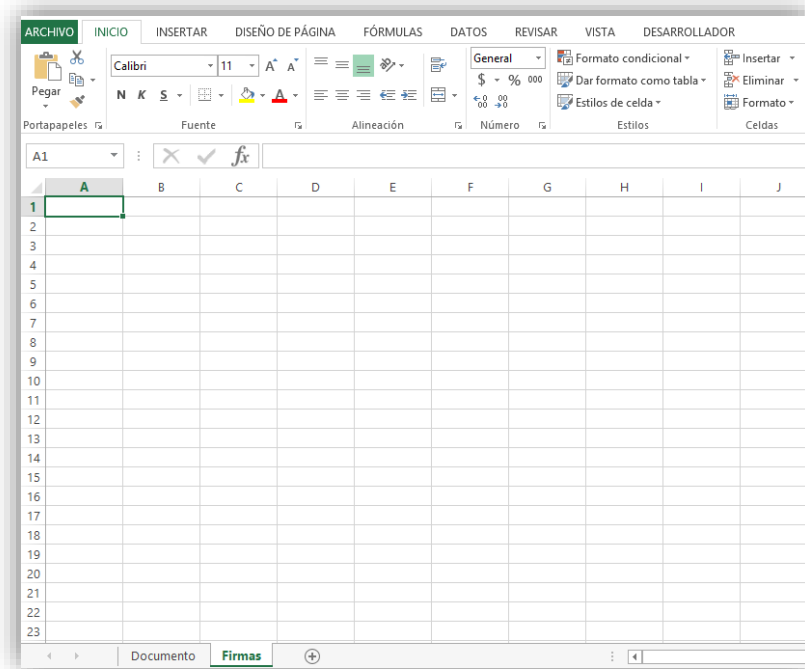 ARCHIVO INICIO INSERTAR DISEÑO DE PÁGINA FÓRMULAS DATOS REVISAR VISTA DESARROLLADOR
Pegar
Calibri 11
N K S
General
$ % 000
Formato condicional
Dar formato como tabla
Estilos de celda
Insertar
Eliminar
Formato
Portapapeles Fuente Alineación Número Estilos Celdas
A1 fx
A B C D E F G H I J
1
2
3
4
5
6
7
8
9
10
11
12
13
14
15
16
17
18
19
20
21
22
23
Documento Firmas